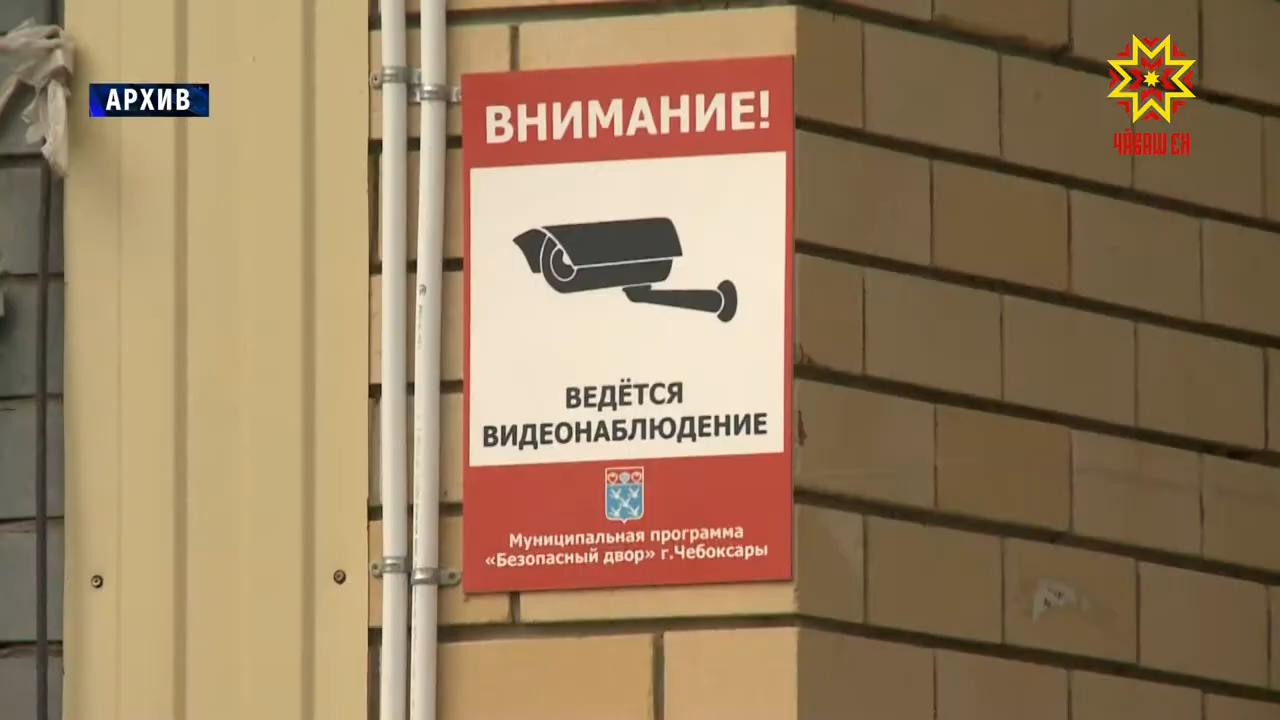 АРХИВ
ЧӐВАШ ЕН
ВНИМАНИЕ!
ВЕДЁТСЯ
ВИДЕОНАБЛЮДЕНИЕ
Муниципальная программа
«Безопасный двор» г.Чебоксары